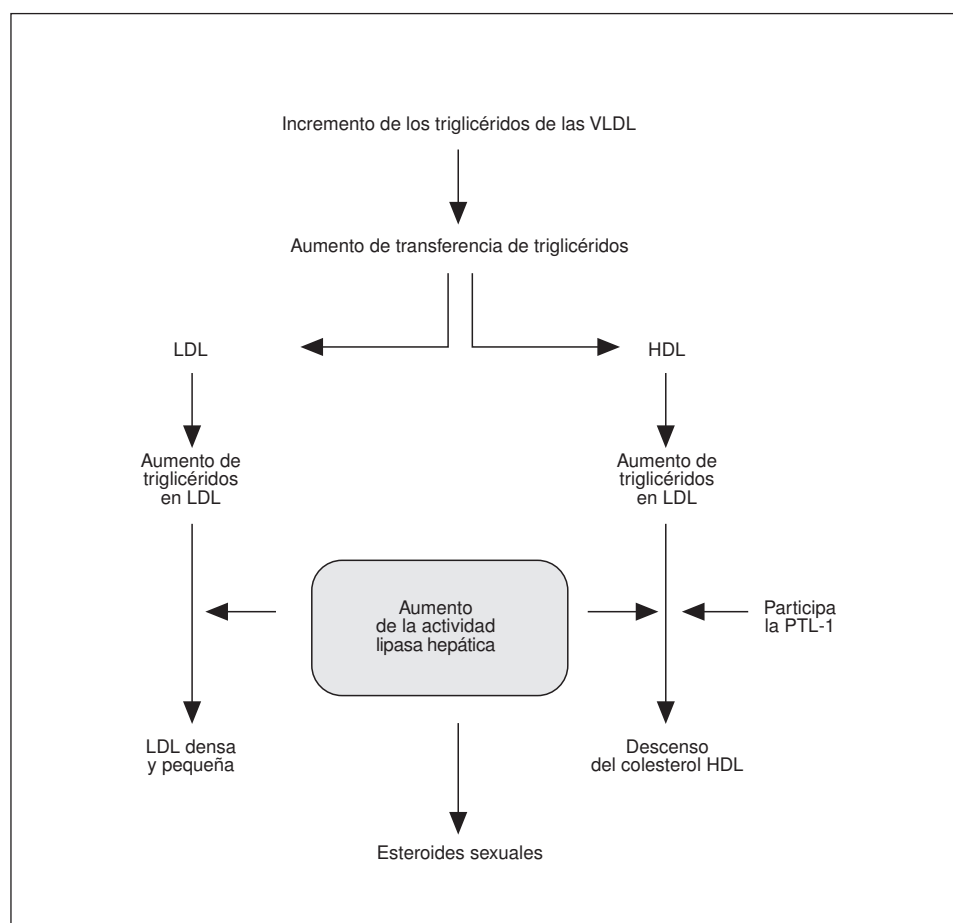 Incremento de los triglicéridos de las VLDL
Aumento de transferencia de triglicéridos
LDL
HDL
Aumento de
triglicéridos
en LDL
Aumento de
triglicéridos
en LDL
Aumento
de la actividad
lipasa hepática
Participa
la PTL-1
LDL densa
y pequeña
Descenso
del colesterol HDL
Esteroides sexuales